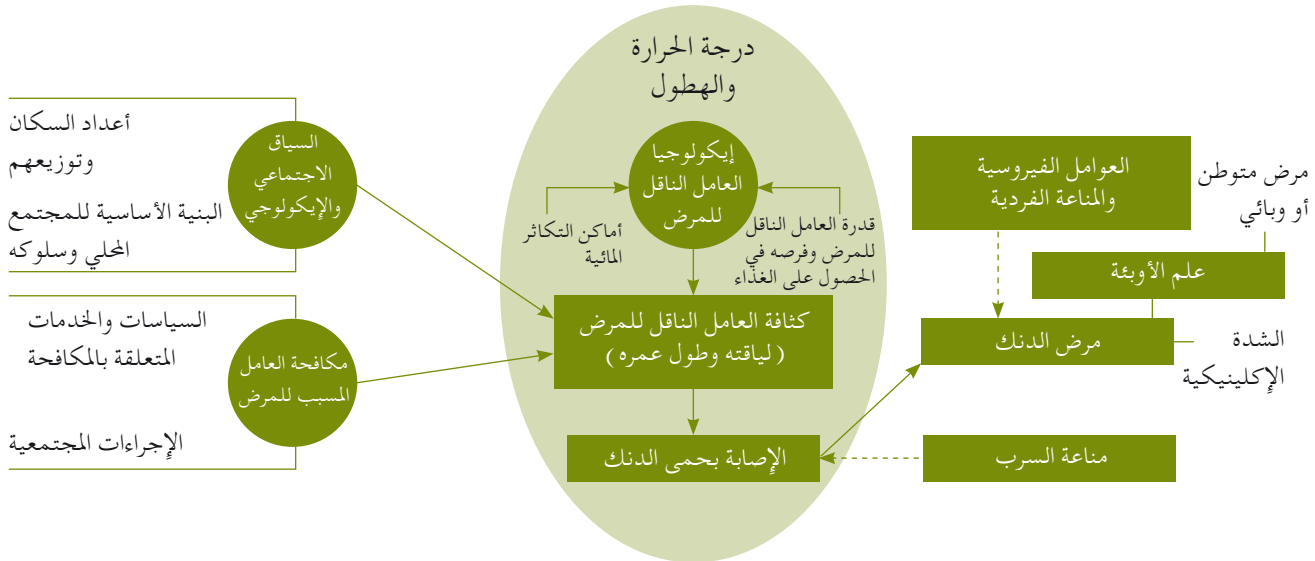 درجة الحرارة
والهطول
إيكولوجيا
العامل الناقل
للمرض
قدرة العامل الناقل
للمرض وفرصه في
الحصول على الغذاء
أماكن التكاثر
المائية
كثافة العامل الناقل للمرض
(لياقته وطول عمره)
الإصابة بحمى الدنك
العوامل الفيروسية
والمناعة الفردية
مرض متوطن
أو وبائي
علم الأوبئة
مرض الدنك
الشدة
الإكلينيكية
مناعة السرب
السياق
الاجتماعي
والإيكولوجي
أعداد السكان
وتوزيعهم
البنية الأساسية للمجتمع
المحلي وسلوكه
مكافحة العامل
المسبب للمرض
السياسات والخدمات
المتعلقة بالمكافحة
الإجراءات المجتمعية